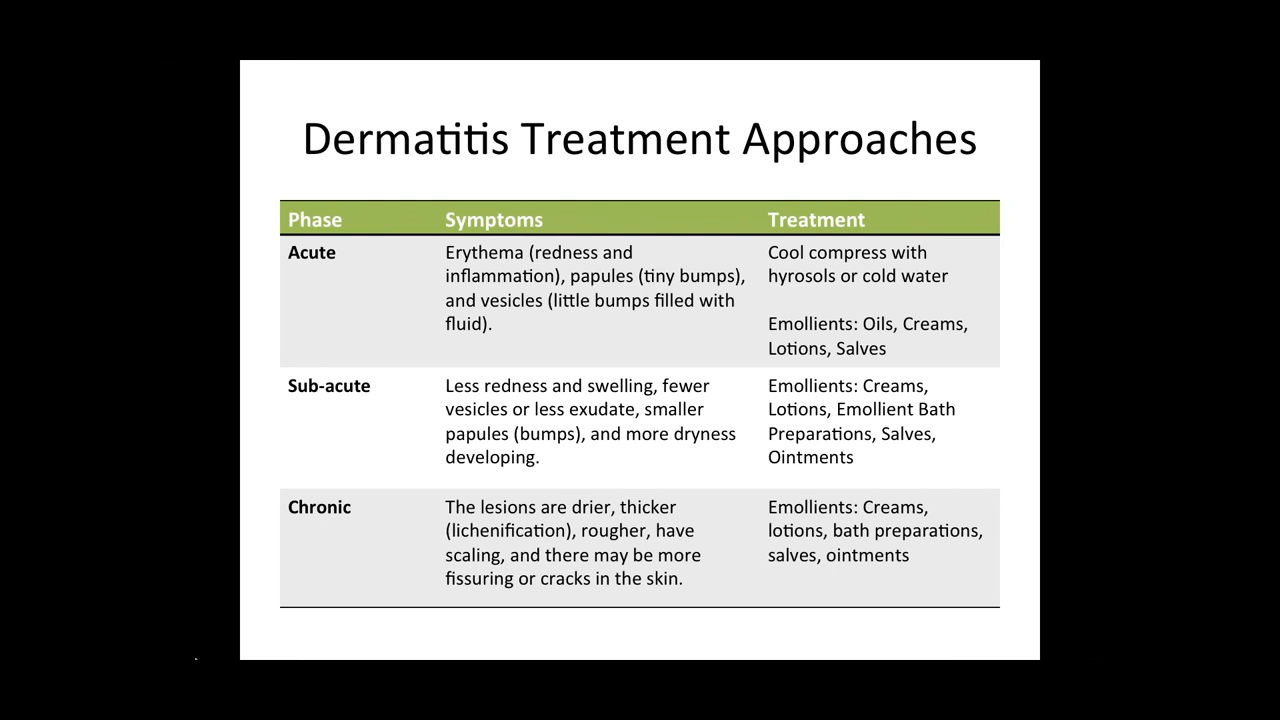 Dermatitis Treatment Approaches
Phase Symptoms Treatment
Acute
Erythema (redness and
inflammation), papules (tiny bumps),
and vesicles (little bumps filled with
fluid).
Cool compress with
hyrosols or cold water
Emollients: Oils, Creams,
Lotions, Salves
Sub-acute
Less redness and swelling, fewer
vesicles or less exudate, smaller
papules (bumps), and more dryness
developing.
Emollients: Creams,
Lotions, Emollient Bath
Preparations, Salves,
Ointments
Chronic
The lesions are drier, thicker
(lichenification), rougher, have
scaling, and there may be more
fissuring or cracks in the skin.
Emollients: Creams,
lotions, bath preparations,
salves, ointments